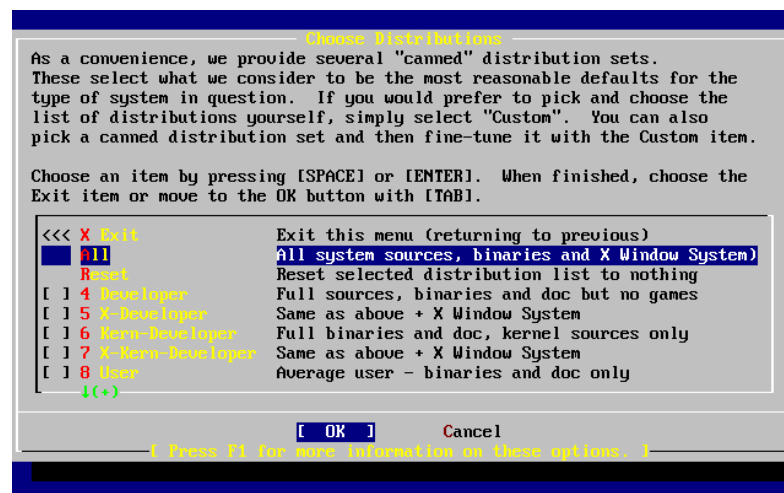 Choose Distributions
As a convenience, we provide several "canned" distribution sets.
These select what we consider to be the most reasonable defaults for the
type of system in question.  If you would prefer to pick and choose the
list of distributions yourself, simply select "Custom".  You can also
pick a canned distribution set and then fine-tune it with the Custom item.
Choose an item by pressing [SPACE] or [ENTER].  When finished, choose the
Exit item or move to the OK button with [TAB].
<<< X Exit Exit this menu (returning to previous)
All All system sources, binaries and X Window System)
Reset Reset selected distribution list to nothing
[ ] 4 Developer Full sources, binaries and doc but no games
[ ] 5 X-Developer Same as above + X Window System
[ ] 6 Kern-Developer Full binaries and doc, kernel sources only
[ ] 7 X-Kern-Developer Same as above + X Window System
[ ] 8 User Average user - binaries and doc only
↓(+)
[ OK ] Cancel
[ Press F1 for more information on these options. ]